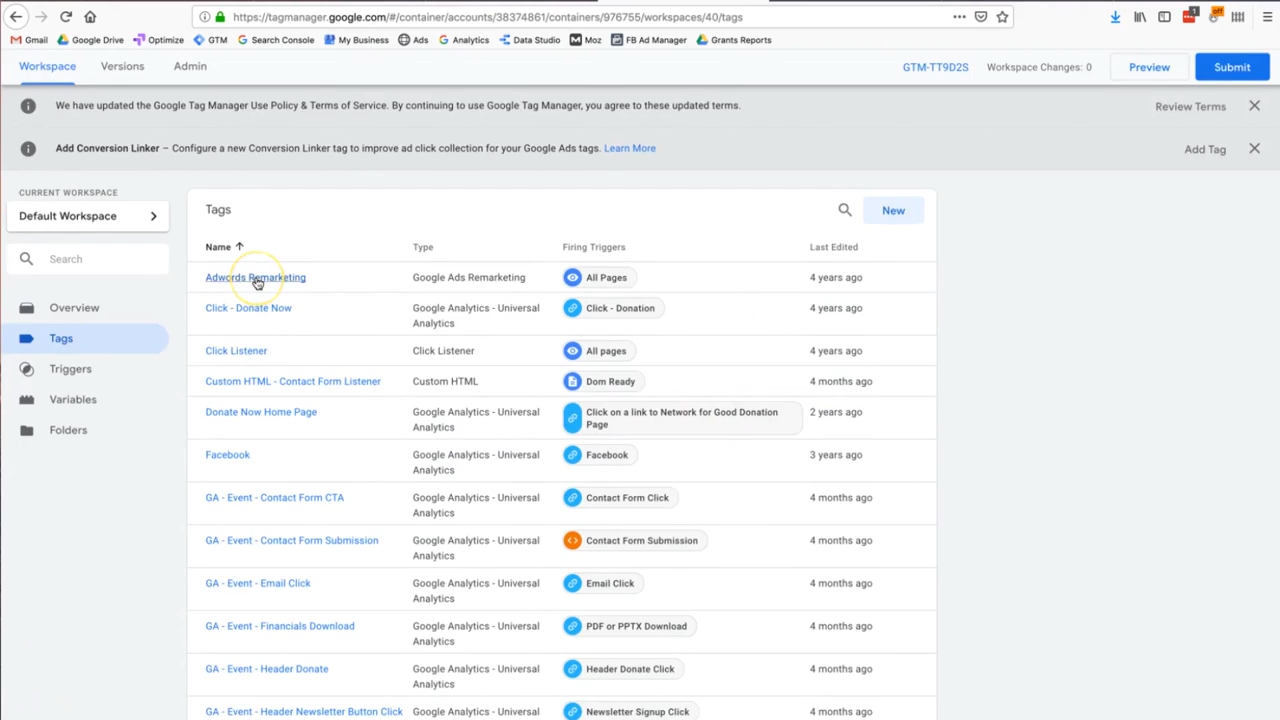 https://tagmanager.google.com/#/container/accounts/38374861/containers/976755/workspaces/40/tags
1
off
Gmail Google Drive Optimize GTM Search Console My Business Ads Analytics Data Studio Moz FB Ad Manager Grants Reports
Workspace Versions Admin GTM-TT9D2S Workspace Changes: 0 Preview Submit
We have updated the Google Tag Manager Use Policy & Terms of Service. By continuing to use Google Tag Manager, you agree to these updated terms. Review Terms
Add Conversion Linker – Configure a new Conversion Linker tag to improve ad click collection for your Google Ads tags. Learn More Add Tag
CURRENT WORKSPACE
Default Workspace
Search
Overview
Tags
Triggers
Variables
Folders
Tags New
Name Type Firing Triggers Last Edited
Adwords Remarketing Google Ads Remarketing All Pages 4 years ago
Click - Donate Now Google Analytics - Universal Click - Donation 4 years ago
Analytics
Click Listener Click Listener All pages 4 years ago
Custom HTML - Contact Form Listener Custom HTML Dom Ready 4 months ago
Donate Now Home Page Google Analytics - Universal Click on a link to Network for Good Donation 2 years ago
Analytics Page
Facebook Google Analytics - Universal Facebook 3 years ago
Analytics
GA - Event - Contact Form CTA Google Analytics - Universal Contact Form Click 4 months ago
Analytics
GA - Event - Contact Form Submission Google Analytics - Universal Contact Form Submission 4 months ago
Analytics
GA - Event - Email Click Google Analytics - Universal Email Click 4 months ago
Analytics
GA - Event - Financials Download Google Analytics - Universal PDF or PPTX Download 4 months ago
Analytics
GA - Event - Header Donate Google Analytics - Universal Header Donate Click 4 months ago
Analytics
GA - Event - Header Newsletter Button Click Google Analytics - Universal Newsletter Signup Click 4 months ago